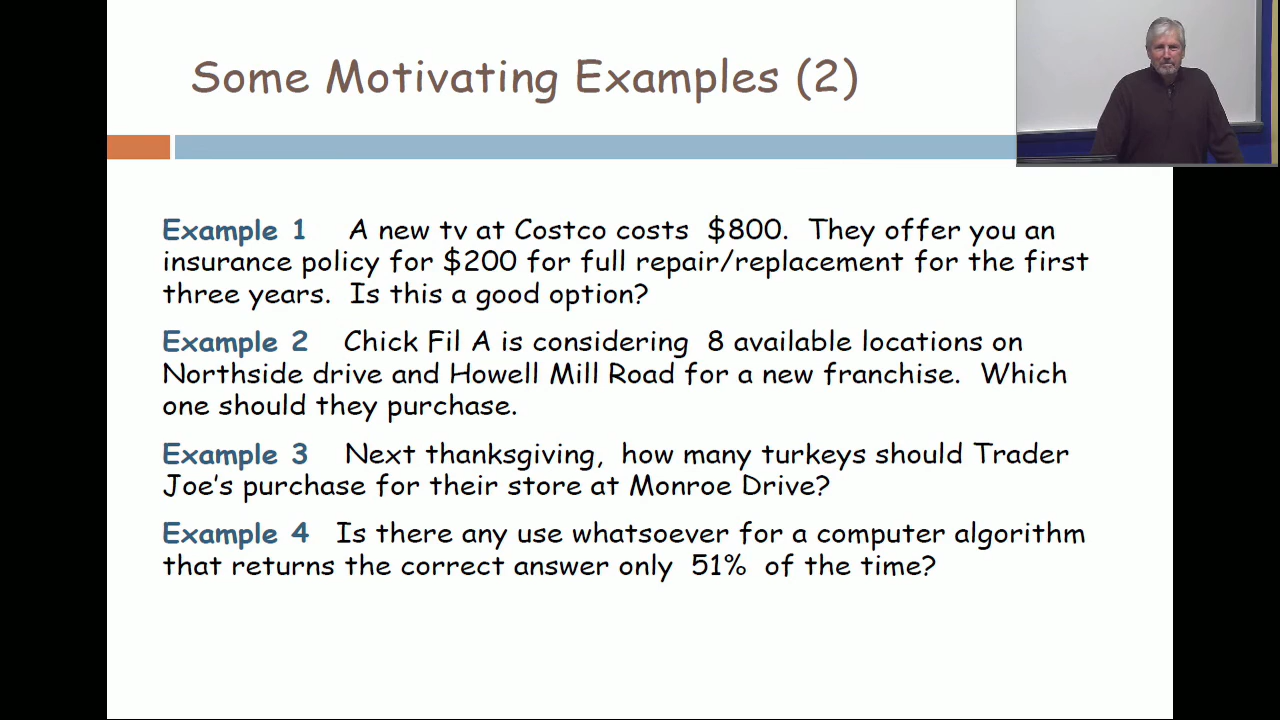 Some Motivating Examples (2)
Example 1 A new tv at Costco costs $800. They offer you an
insurance policy for $200 for full repair/replacement for the first
three years. Is this a good option?
Example 2 Chick Fil A is considering 8 available locations on
Northside drive and Howell Mill Road for a new franchise. Which
one should they purchase.
Example 3 Next thanksgiving, how many turkeys should Trader
Joe's purchase for their store at Monroe Drive?
Example 4 Is there any use whatsoever for a computer algorithm
that returns the correct answer only 51% of the time?